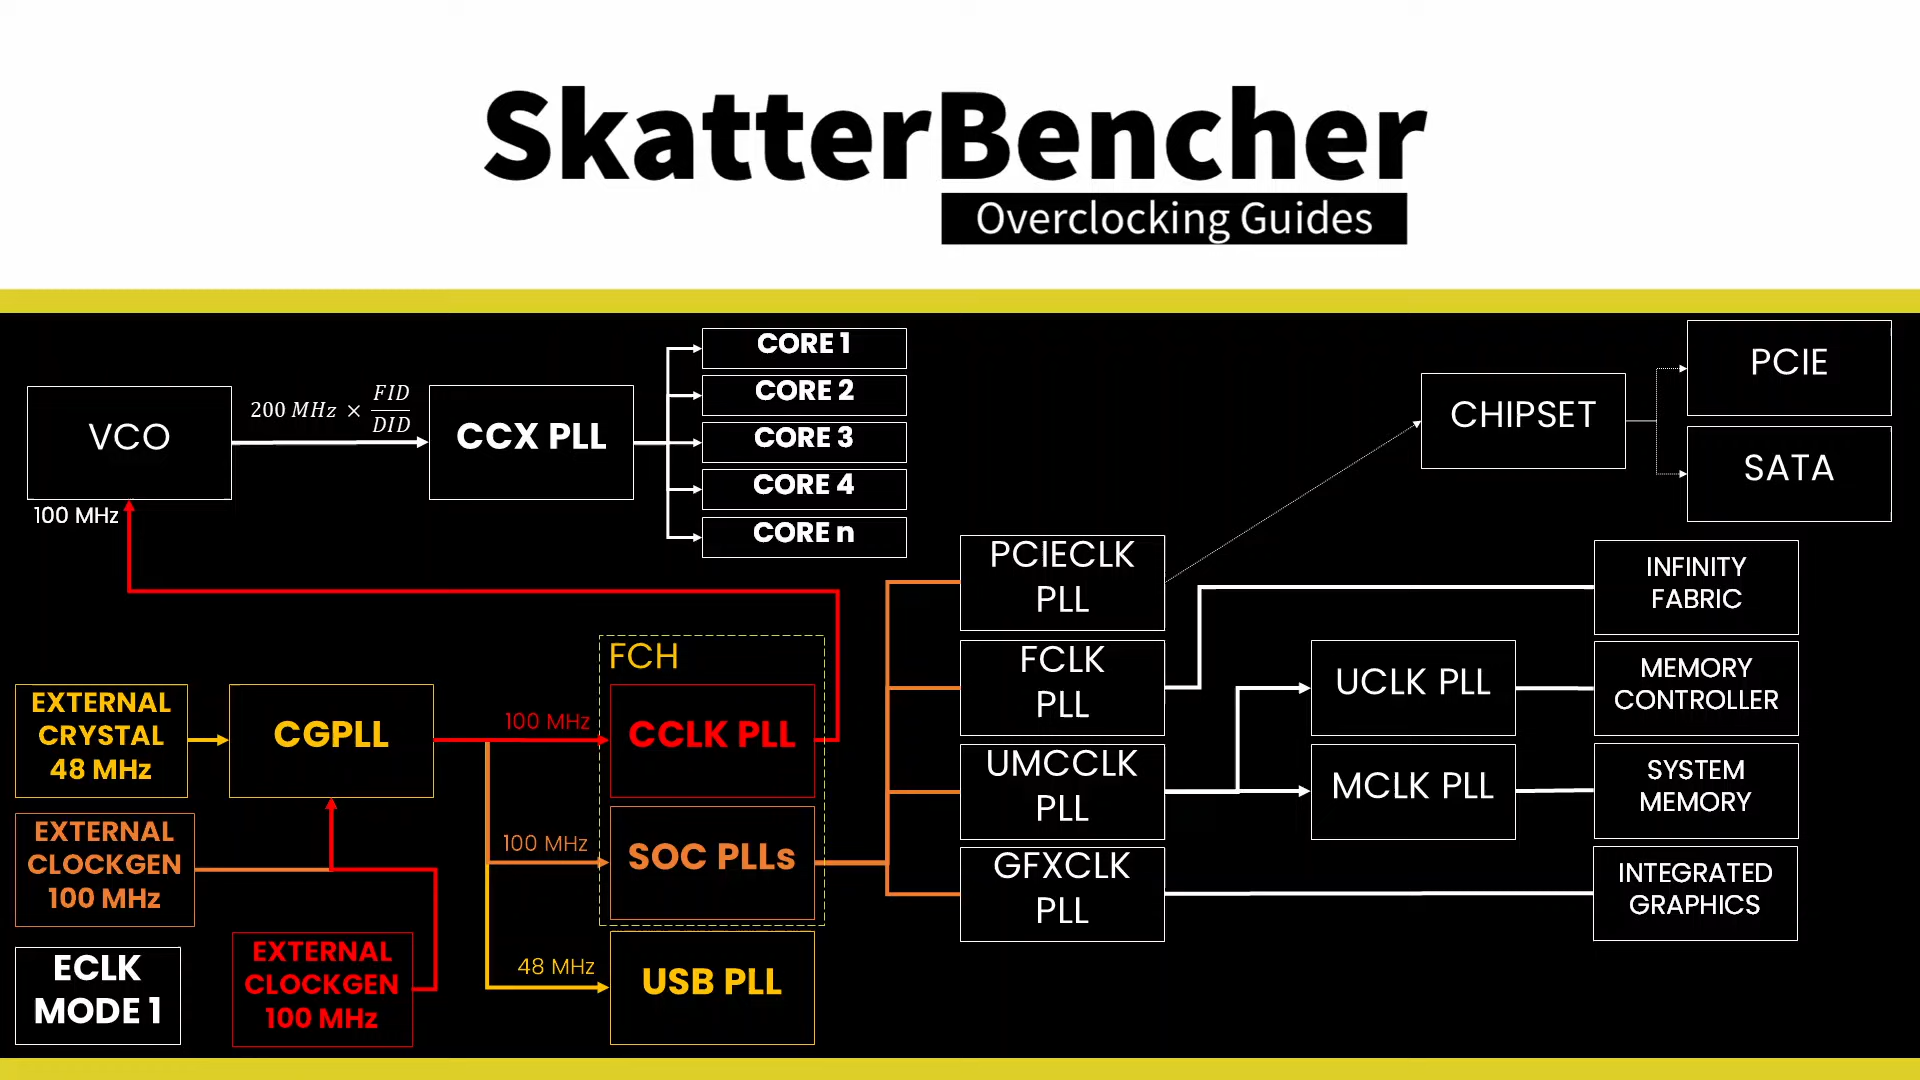 SkatterBencher
Overclocking Guides
VCO
200 MHz × FID/DID
CCX PLL
CORE 1
CORE 2
CORE 3
CORE 4
CORE n
100 MHz
CHIPSET
PCIE
SATA
PCIECLK
PLL
INFINITY
FABRIC
FCH
FCLK
PLL
UCLK PLL
MEMORY
CONTROLLER
EXTERNAL
CRYSTAL
48 MHz
CGPLL
100 MHz
CCLK PLL
UMCCLK
PLL
MCLK PLL
SYSTEM
MEMORY
EXTERNAL
CLOCKGEN
100 MHz
100 MHz
SOC PLLs
GFXCLK
PLL
INTEGRATED
GRAPHICS
ECLK
MODE 1
EXTERNAL
CLOCKGEN
100 MHz
48 MHz
USB PLL